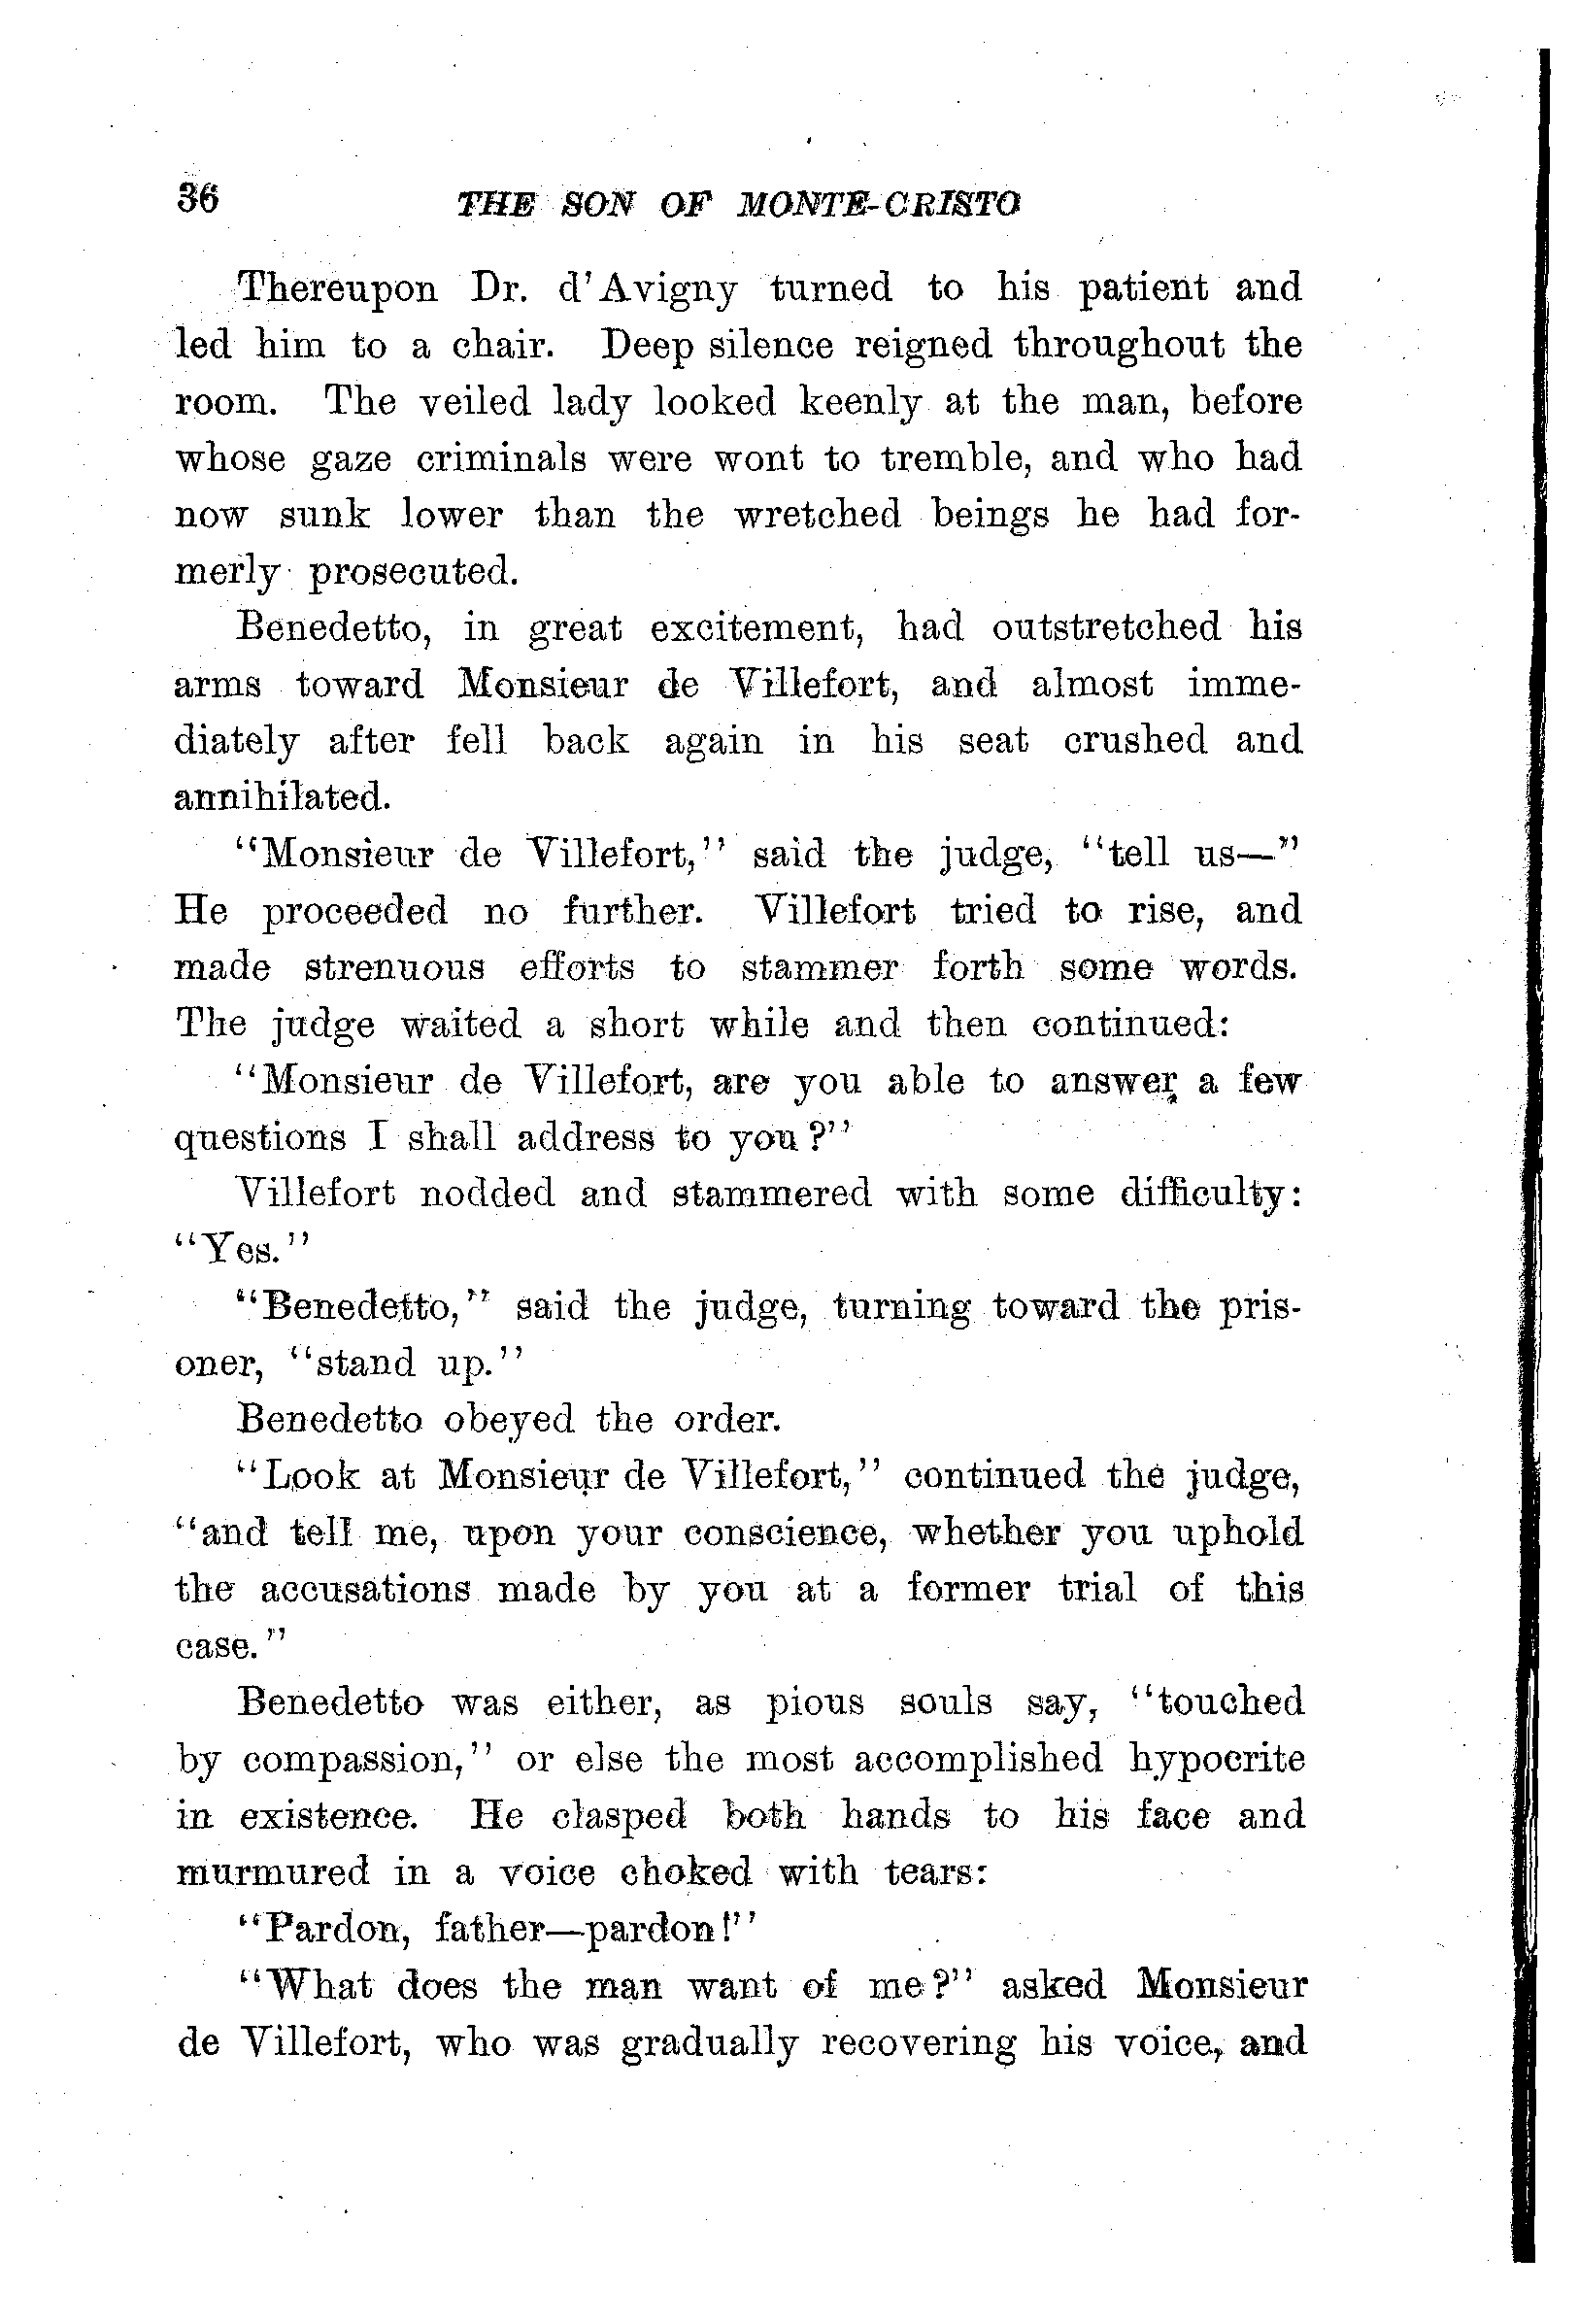 36 THE SON OF MONTE-CRISTO
Thereupon Dr. d'Avigny turned to his patient and
led him to a chair. Deep silence reigned throughout the
room. The veiled lady looked keenly at the man, before
whose gaze criminals were wont to tremble, and who had
now sunk lower than the wretched beings he had for-
merly prosecuted.
Benedetto, in great excitement, had outstretched his
arms toward Monsieur de Villefort, and almost imme-
diately after fell back again in his seat crushed and
annihilated.
"Monsieur de Villefort," said the judge, "tell us—"
He proceeded no further. Villefort tried to rise, and
made strenuous efforts to stammer forth some words.
The judge waited a short while and then continued:
"Monsieur de Villefort, are you able to answer a few
questions I shall address to you?"
Villefort nodded and stammered with some difficulty:
"Yes."
"Benedetto," said the judge, turning toward the pris-
oner, "stand up."
Benedetto obeyed the order.
"Look at Monsieur de Villefort," continued the judge,
"and tell me, upon your conscience, whether you uphold
the accusations made by you at a former trial of this
case."
Benedetto was either, as pious souls say, "touched
by compassion," or else the most accomplished hypocrite
in existence. He clasped both hands to his face and
murmured in a voice choked with tears:
"Pardon, father—pardon!"
"What does the man want of me?" asked Monsieur
de Villefort, who was gradually recovering his voice, and